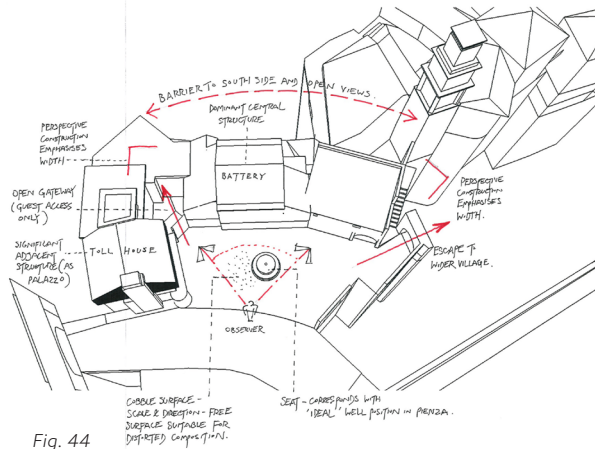 BARRIER TO SOUTH SIDE AND OPEN VIEWS.
DOMINANT CENTRAL
STRUCTURE.
PERSPECTIVE
CONSTRUCTION
EMPHASISES
WIDTH
BATTERY
OPEN GATEWAY
(GUEST ACCESS
ONLY)
PERSPECTIVE
CONSTRUCTION
EMPHASISES
WIDTH.
SIGNIFICANT
ADJACENT
STRUCTURE (AS
PALAZZO)
TOLL HOUSE
ESCAPE TO
WIDER VILLAGE.
OBSERVER
COBBLE SURFACE -
SCALE & DIRECTION - FREE
SURFACE SUITABLE FOR
DISTORTED COMPOSITION.
SEAT - CORRESPONDS WITH
'IDEAL' WELL POSITION IN PIENZA.
Fig. 44